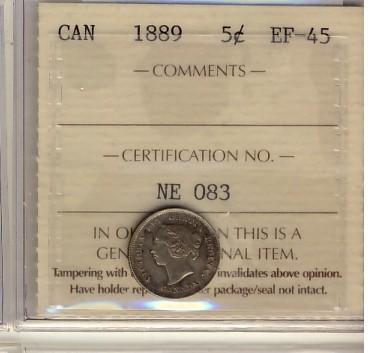 CAN 1889 5¢ EF-45
— COMMENTS —
— CERTIFICATION NO. —
NE 083
IN O N THIS IS A
GEN NAL ITEM.
Tampering with invalidates above opinion.
Have holder rep er package/seal not intact.